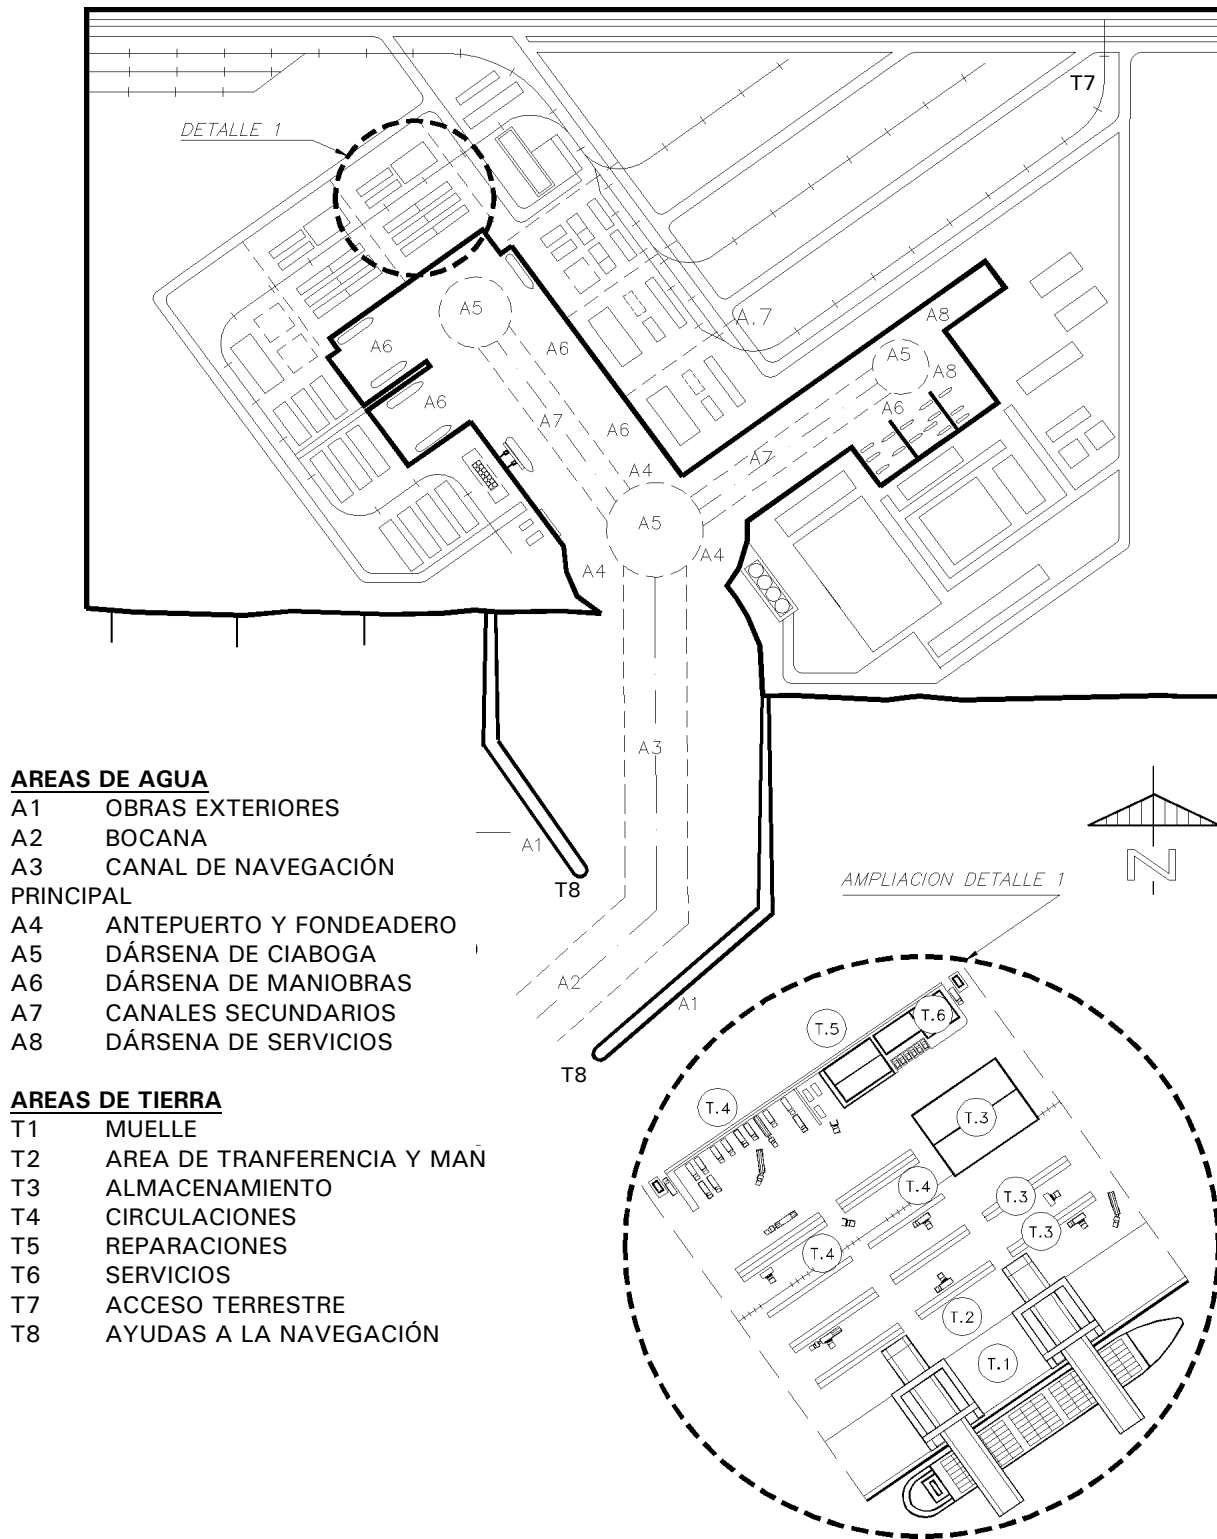 T7
DETALLE 1
A5
A.7
A8
A6
A6
A5
A8
A6
A6
A7
A6
A7
A4
A5
A4
A4
A3
AREAS DE AGUA
A1 OBRAS EXTERIORES
A2 BOCANA
A3 CANAL DE NAVEGACIÓN
PRINCIPAL
A4 ANTEPUERTO Y FONDEADERO
A5 DÁRSENA DE CIABOGA
A6 DÁRSENA DE MANIOBRAS
A7 CANALES SECUNDARIOS
A8 DÁRSENA DE SERVICIOS
A1
T8
A2
A1
T8
N
AMPLIACION DETALLE 1
AREAS DE TIERRA
T1 MUELLE
T2 AREA DE TRANFERENCIA Y MAN
T3 ALMACENAMIENTO
T4 CIRCULACIONES
T5 REPARACIONES
T6 SERVICIOS
T7 ACCESO TERRESTRE
T8 AYUDAS A LA NAVEGACIÓN
T.6
T.5
T.4
T.3
T.4
T.3
T.3
T.4
T.2
T.1